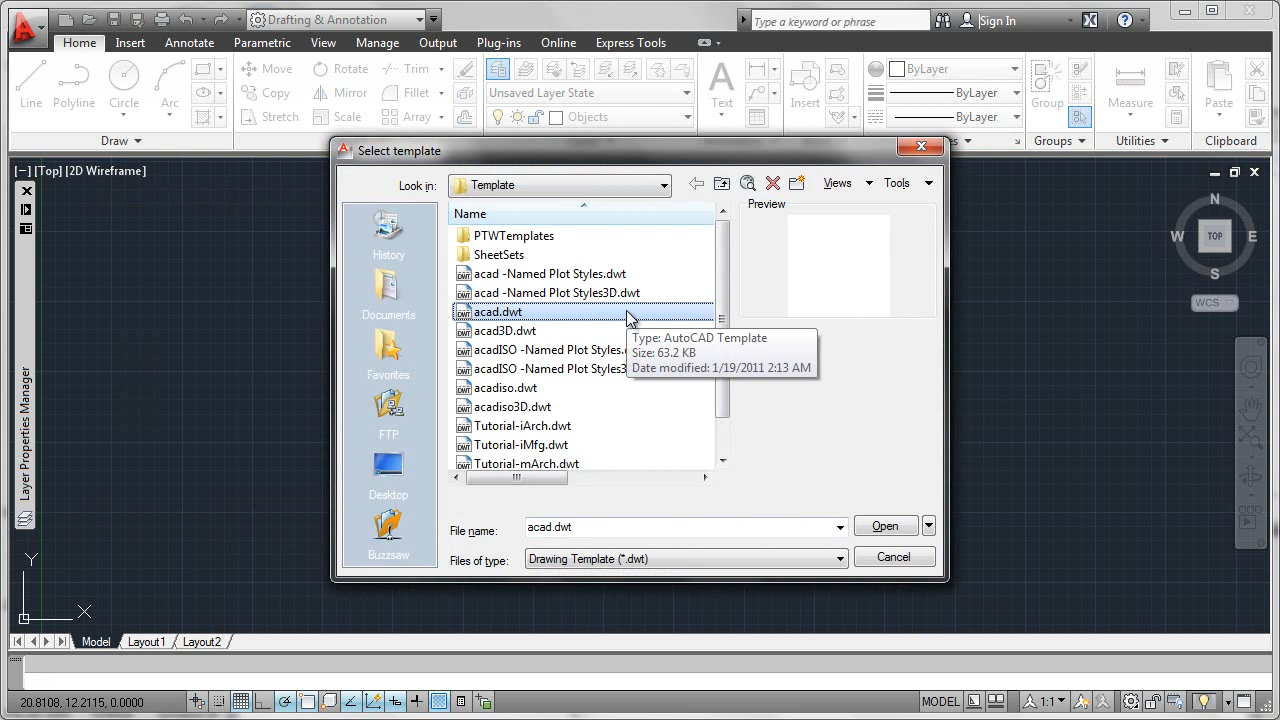 Drafting & Annotation
Type a keyword or phrase
Sign In
Home Insert Annotate Parametric View Manage Output Plug-ins Online Express Tools
Line
Polyline
Circle
Arc
Move
Copy
Stretch
Rotate
Mirror
Scale
Trim
Fillet
Array
Draw
Unsaved Layer State
Objects
Text
Insert
ByLayer
ByLayer
ByLayer
Group
Groups
Measure
Utilities
Paste
Clipboard
[−] [Top] [2D Wireframe]
Select template
Look in:
Template
Views
Tools
Name
PTWTemplates
SheetSets
acad -Named Plot Styles.dwt
acad -Named Plot Styles3D.dwt
acad.dwt
acad3D.dwt
acadISO -Named Plot Styles.
acadISO -Named Plot Styles3
acadiso.dwt
acadiso3D.dwt
Tutorial-iArch.dwt
Tutorial-iMfg.dwt
Tutorial-mArch.dwt
Type: AutoCAD Template
Size: 63.2 KB
Date modified: 1/19/2011 2:13 AM
Preview
History
Documents
Favorites
FTP
Desktop
Buzzsaw
File name:
acad.dwt
Open
Files of type:
Drawing Template (*.dwt)
Cancel
N
W
TOP
E
S
WCS
Layer Properties Manager
Y
X
Model
Layout1
Layout2
20.8108, 12.2115, 0.0000
MODEL
1:1